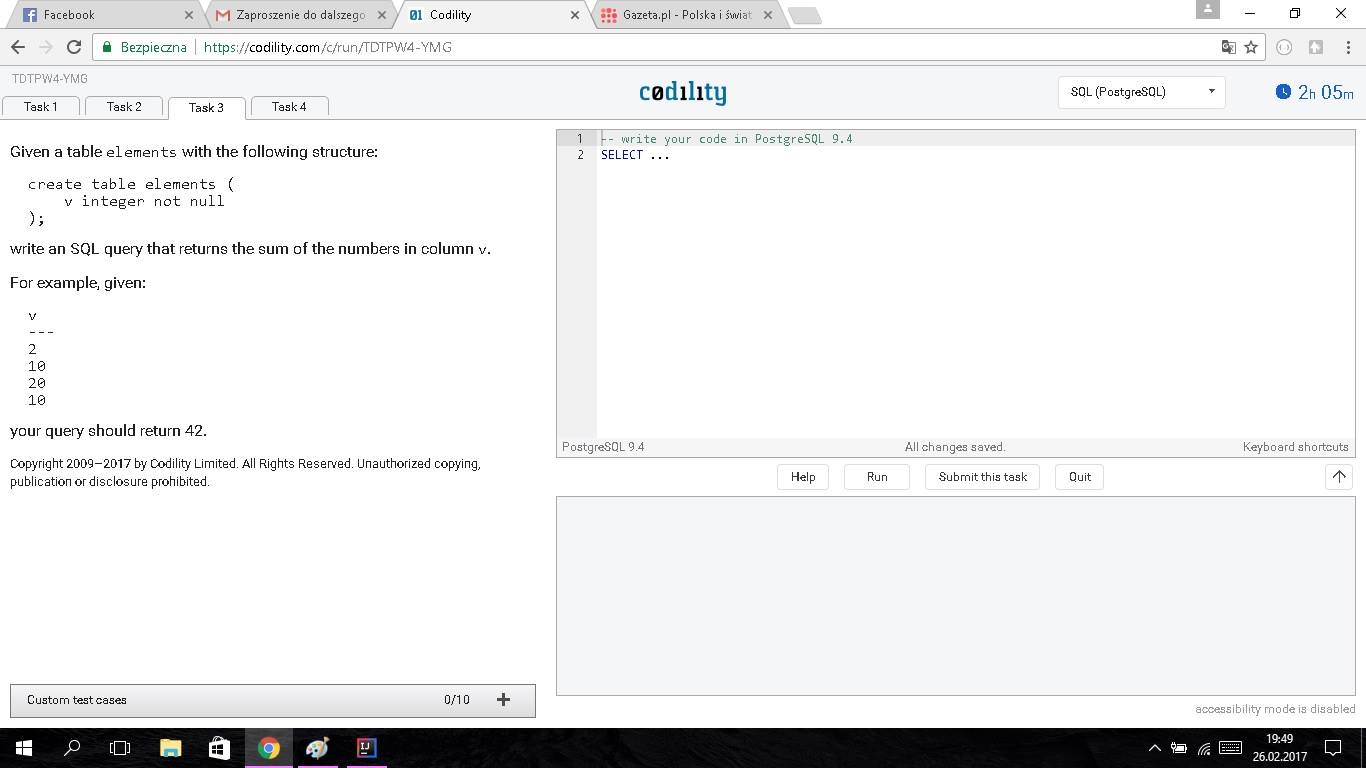 Facebook
Zaproszenie do dalszego
Codility
Gazeta.pl - Polska i świat
Bezpieczna https://codility.com/c/run/TDTPW4-YMG
TDTPW4-YMG
Task 1 Task 2 Task 3 Task 4
codility
SQL (PostgreSQL)
2h 05m
Given a table elements with the following structure:
create table elements (
v integer not null
);
write an SQL query that returns the sum of the numbers in column v.
For example, given:
v
---
2
10
20
10
your query should return 42.
Copyright 2009–2017 by Codility Limited. All Rights Reserved. Unauthorized copying,
publication or disclosure prohibited.
Custom test cases 0/10 +
1 -- write your code in PostgreSQL 9.4
2 SELECT ...
PostgreSQL 9.4 All changes saved. Keyboard shortcuts
Help Run Submit this task Quit
accessibility mode is disabled
19:49
26.02.2017